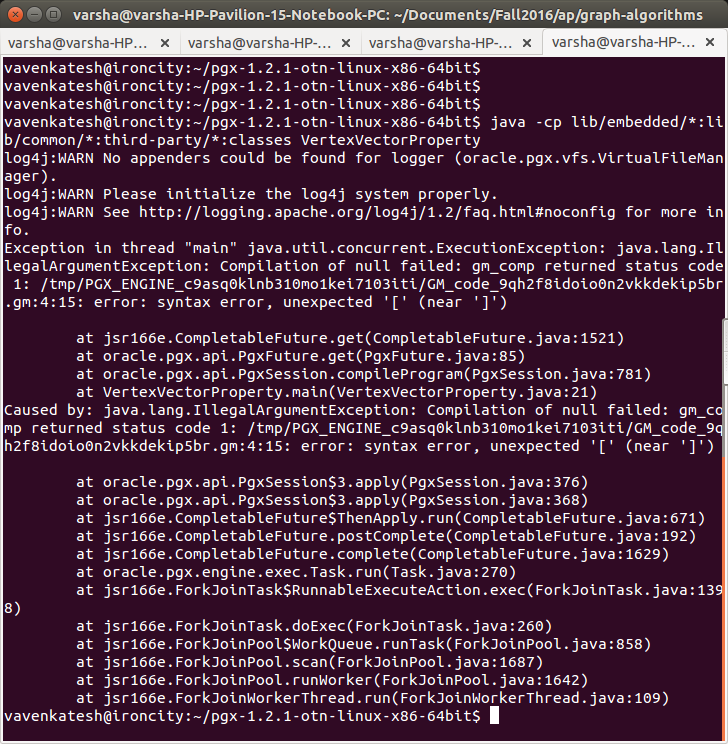 varsha@varsha-HP-Pavilion-15-Notebook-PC: ~/Documents/Fall2016/ap/graph-algorithms
varsha@varsha-HP-... × varsha@varsha-HP-... × varsha@varsha-HP-... × varsha@varsha-HP-... ×
vavenkatesh@ironcity:~/pgx-1.2.1-otn-linux-x86-64bit$
vavenkatesh@ironcity:~/pgx-1.2.1-otn-linux-x86-64bit$
vavenkatesh@ironcity:~/pgx-1.2.1-otn-linux-x86-64bit$
vavenkatesh@ironcity:~/pgx-1.2.1-otn-linux-x86-64bit$ java -cp lib/embedded/*:li
b/common/*:third-party/*:classes VertexVectorProperty
log4j:WARN No appenders could be found for logger (oracle.pgx.vfs.VirtualFileMan
ager).
log4j:WARN Please initialize the log4j system properly.
log4j:WARN See http://logging.apache.org/log4j/1.2/faq.html#noconfig for more in
fo.
Exception in thread "main" java.util.concurrent.ExecutionException: java.lang.Il
legalArgumentException: Compilation of null failed: gm_comp returned status code
 1: /tmp/PGX_ENGINE_c9asq0klnb310mo1kei7103iti/GM_code_9qh2f8idoio0n2vkkdekip5br
.gm:4:15: error: syntax error, unexpected '[' (near ']')

        at jsr166e.CompletableFuture.get(CompletableFuture.java:1521)
        at oracle.pgx.api.PgxFuture.get(PgxFuture.java:85)
        at oracle.pgx.api.PgxSession.compileProgram(PgxSession.java:781)
        at VertexVectorProperty.main(VertexVectorProperty.java:21)
Caused by: java.lang.IllegalArgumentException: Compilation of null failed: gm_co
mp returned status code 1: /tmp/PGX_ENGINE_c9asq0klnb310mo1kei7103iti/GM_code_9q
h2f8idoio0n2vkkdekip5br.gm:4:15: error: syntax error, unexpected '[' (near ']')

        at oracle.pgx.api.PgxSession$3.apply(PgxSession.java:376)
        at oracle.pgx.api.PgxSession$3.apply(PgxSession.java:368)
        at jsr166e.CompletableFuture$ThenApply.run(CompletableFuture.java:671)
        at jsr166e.CompletableFuture.postComplete(CompletableFuture.java:192)
        at jsr166e.CompletableFuture.complete(CompletableFuture.java:1629)
        at oracle.pgx.engine.exec.Task.run(Task.java:270)
        at jsr166e.ForkJoinTask$RunnableExecuteAction.exec(ForkJoinTask.java:139
8)
        at jsr166e.ForkJoinTask.doExec(ForkJoinTask.java:260)
        at jsr166e.ForkJoinPool$WorkQueue.runTask(ForkJoinPool.java:858)
        at jsr166e.ForkJoinPool.scan(ForkJoinPool.java:1687)
        at jsr166e.ForkJoinPool.runWorker(ForkJoinPool.java:1642)
        at jsr166e.ForkJoinWorkerThread.run(ForkJoinWorkerThread.java:109)
vavenkatesh@ironcity:~/pgx-1.2.1-otn-linux-x86-64bit$